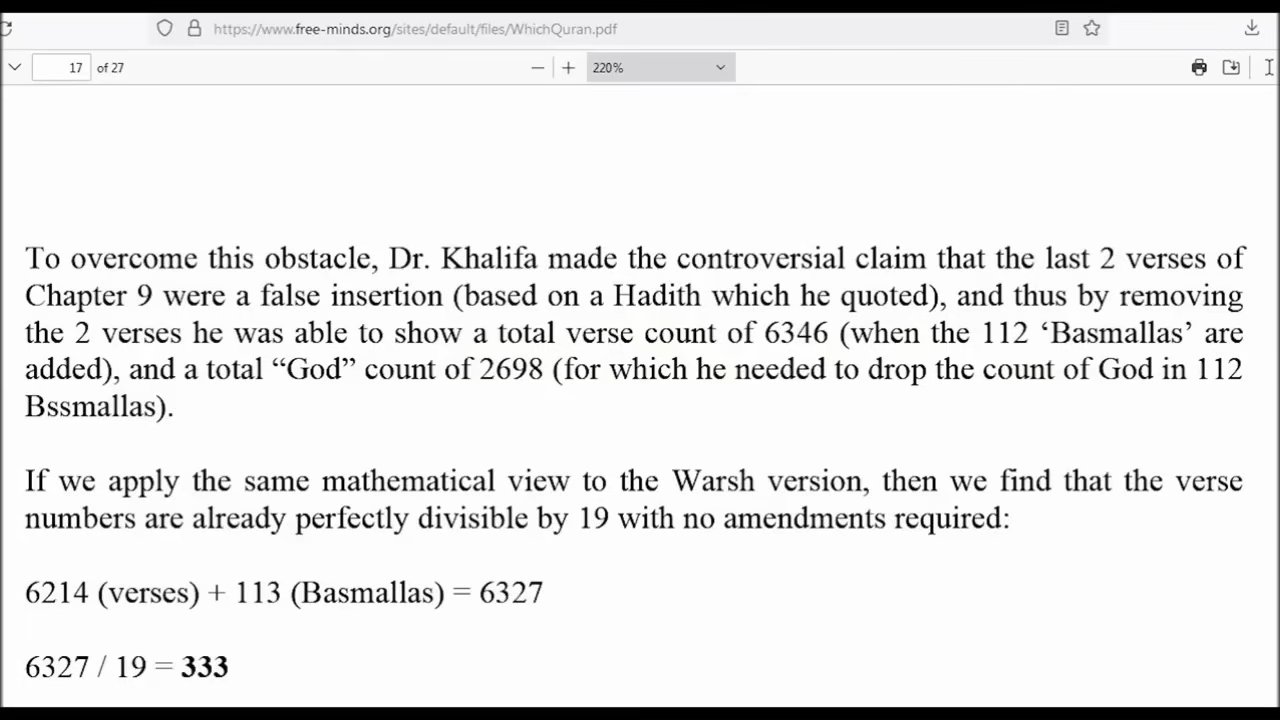 https://www.free-minds.org/sites/default/files/WhichQuran.pdf
17 of 27
220%
To overcome this obstacle, Dr. Khalifa made the controversial claim that the last 2 verses of
Chapter 9 were a false insertion (based on a Hadith which he quoted), and thus by removing
the 2 verses he was able to show a total verse count of 6346 (when the 112 ‘Basmallas’ are
added), and a total “God” count of 2698 (for which he needed to drop the count of God in 112
Bssmallas).
If we apply the same mathematical view to the Warsh version, then we find that the verse
numbers are already perfectly divisible by 19 with no amendments required:
6214 (verses) + 113 (Basmallas) = 6327
6327 / 19 = 333